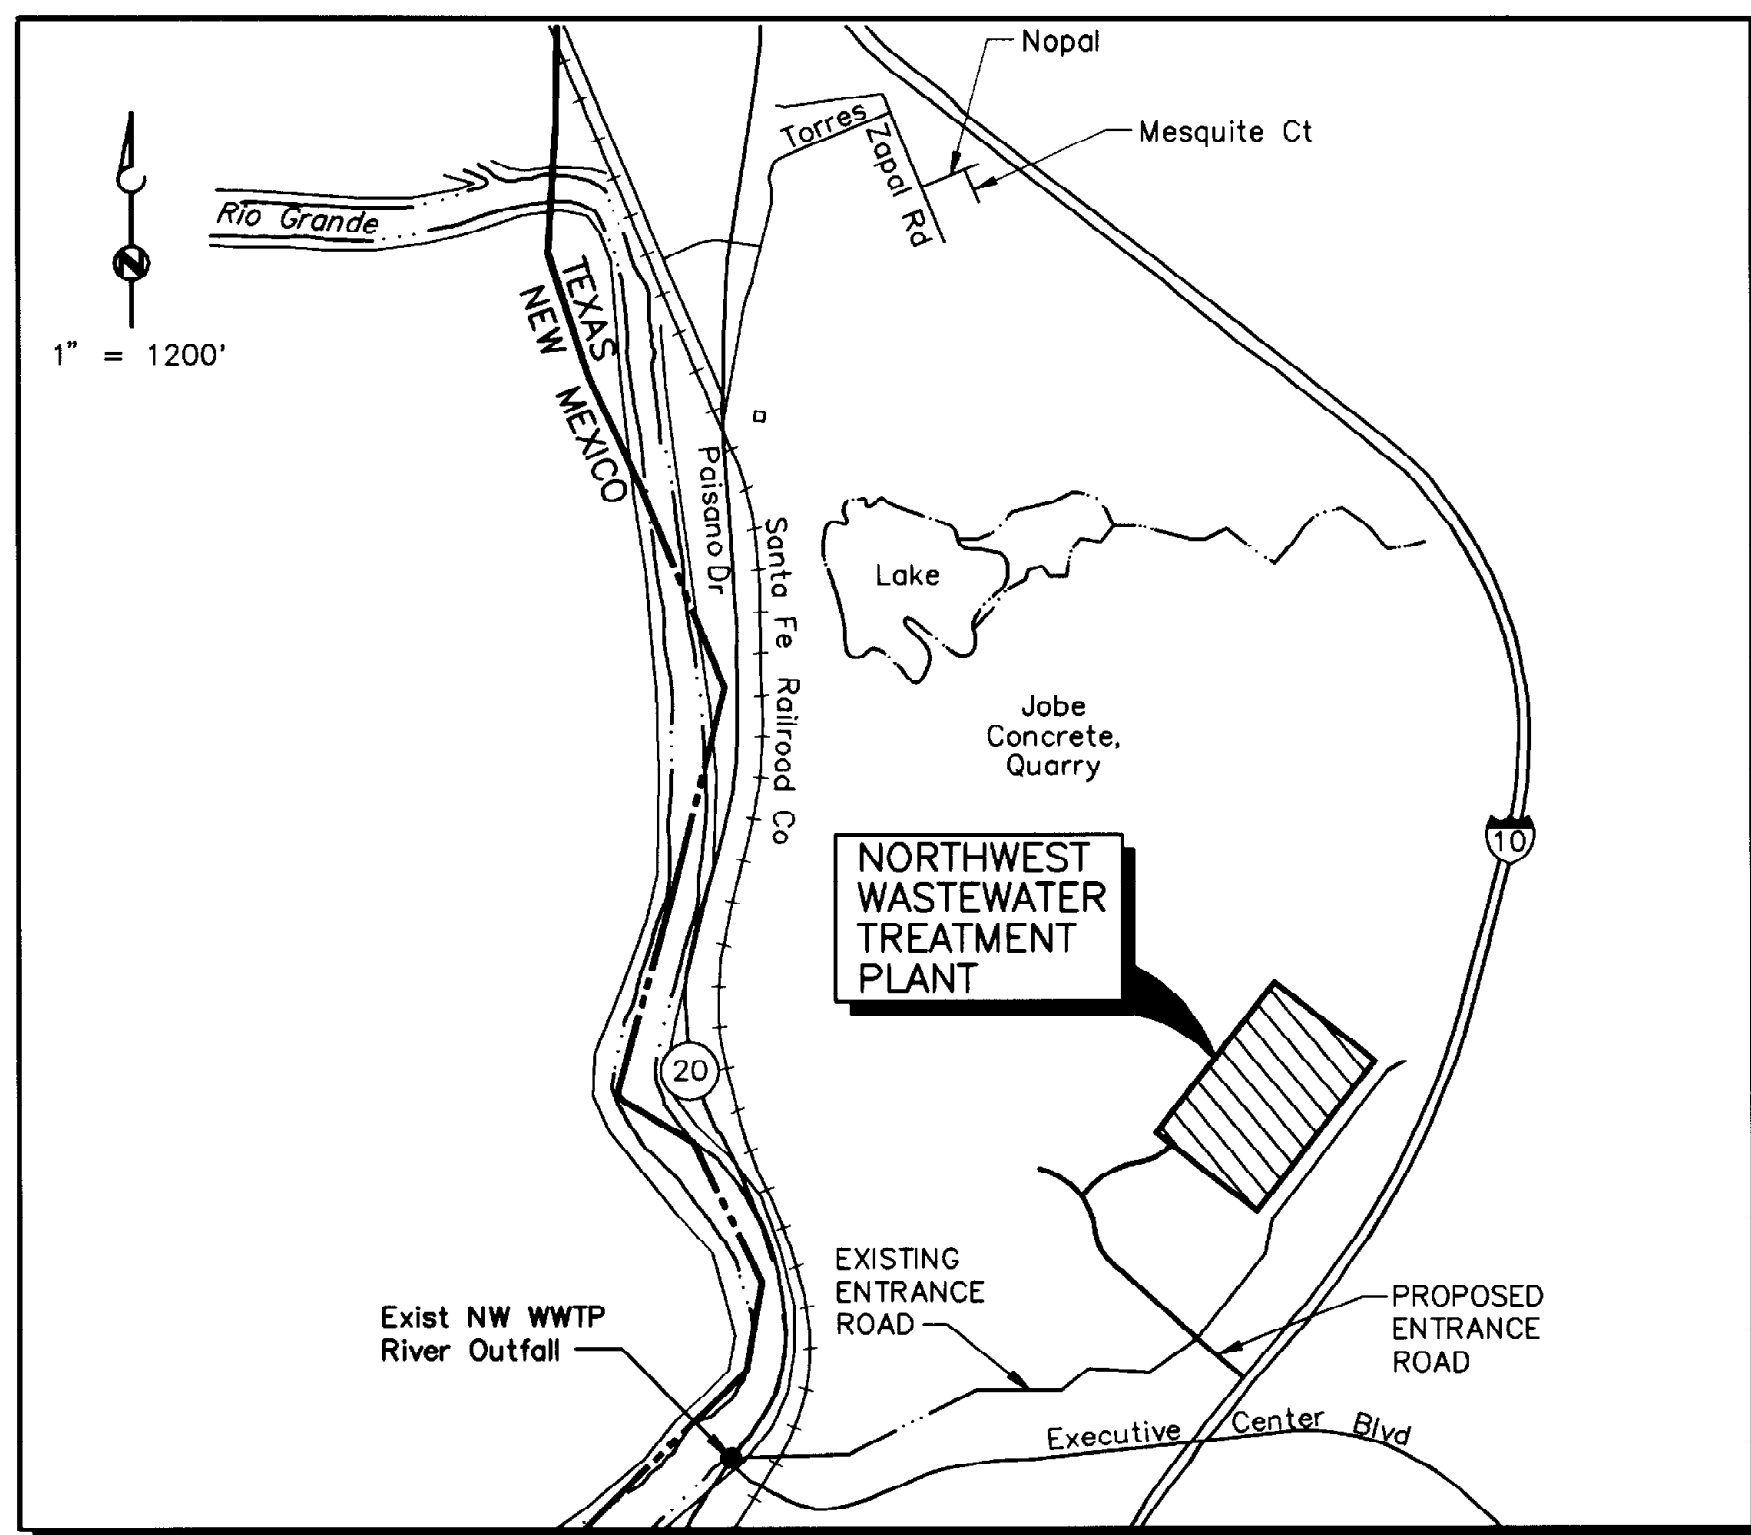 Nopal
Mesquite Ct
Torres
Zapal Rd
Rio Grande
N
1" = 1200'
TEXAS
NEW MEXICO
Paisano Dr
Santa Fe Railroad Co
Lake
Jobe
Concrete,
Quarry
10
NORTHWEST
WASTEWATER
TREATMENT
PLANT
20
EXISTING
ENTRANCE
ROAD
PROPOSED
ENTRANCE
ROAD
Exist NW WWTP
River Outfall
Executive Center Blvd